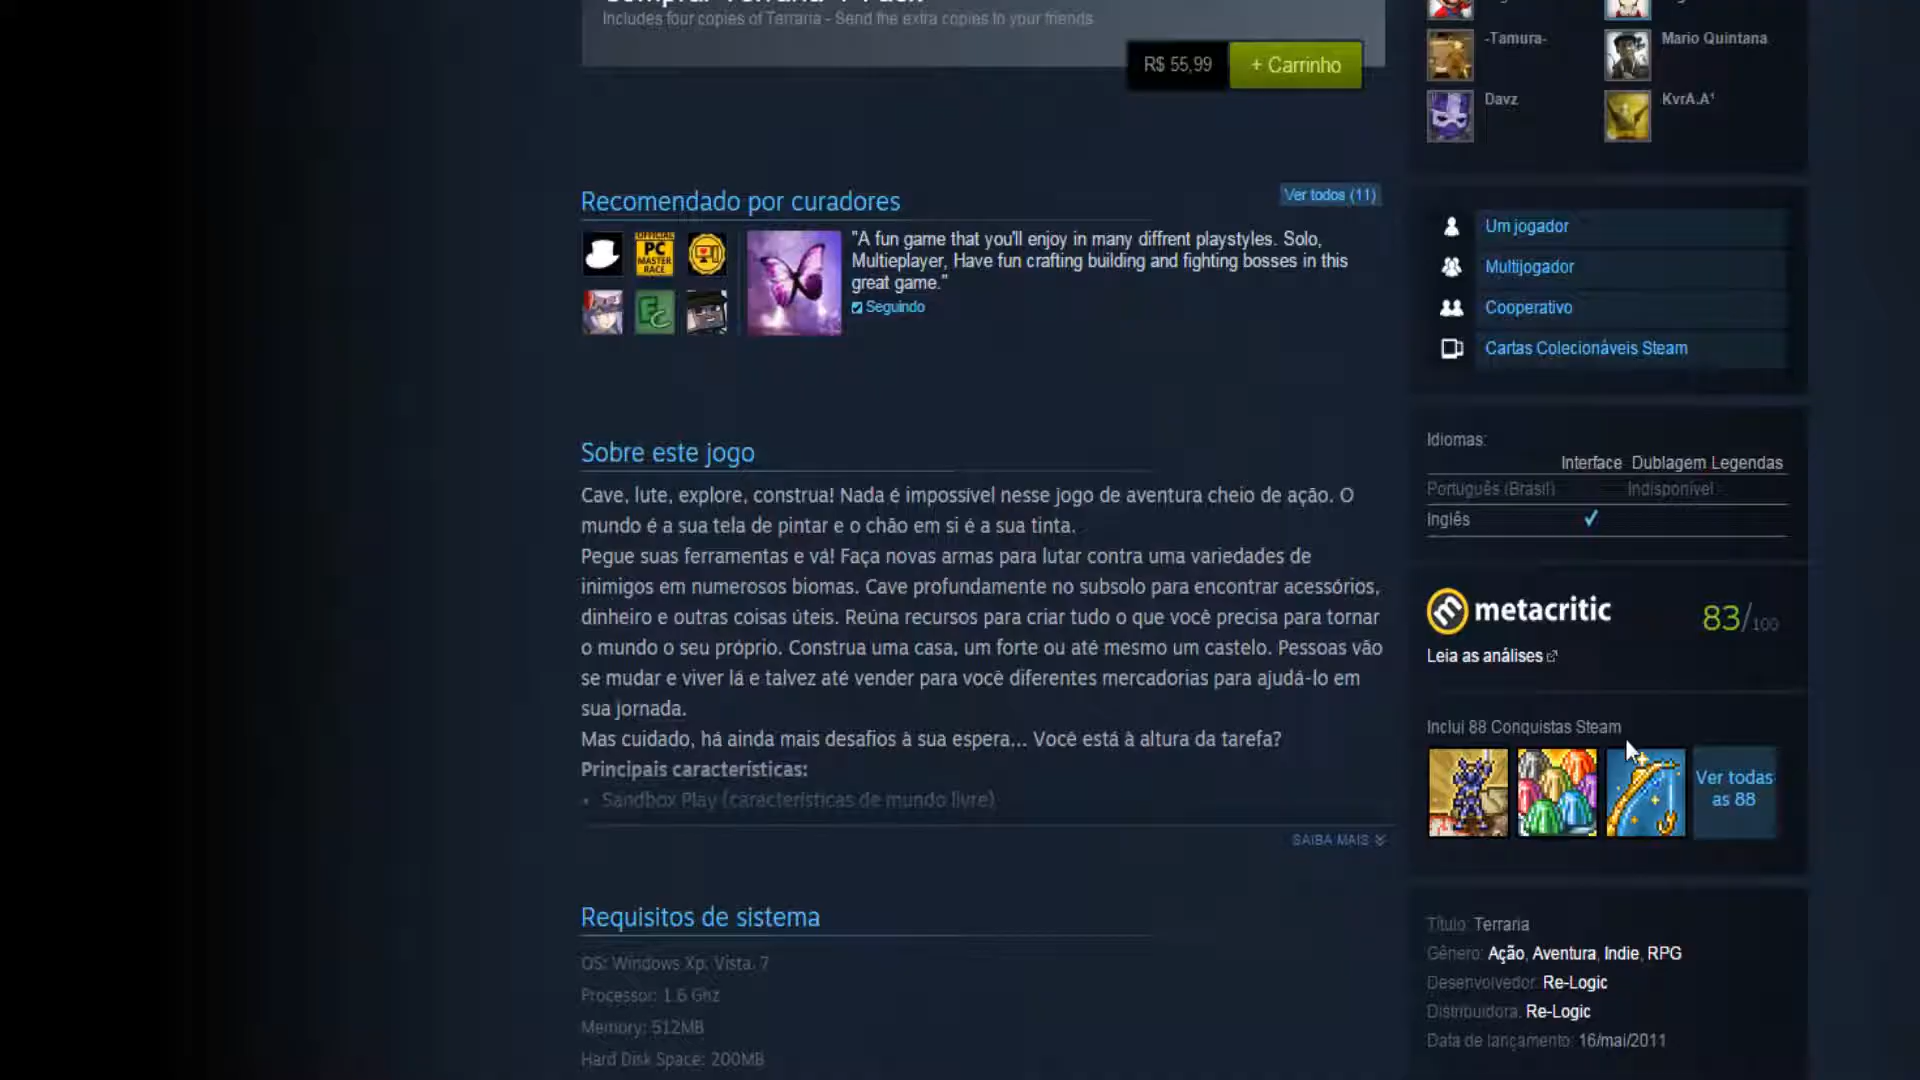 Includes four copies of Terraria - Send the extra copies to your friends
R$ 55,99
+ Carrinho
Recomendado por curadores
Ver todos (11)
OFFICIAL
PC
MASTER
RACE
"A fun game that you'll enjoy in many diffrent playstyles. Solo,
Multieplayer, Have fun crafting building and fighting bosses in this
great game."
Seguindo
Sobre este jogo
Cave, lute, explore, construa! Nada é impossível nesse jogo de aventura cheio de ação. O
mundo é a sua tela de pintar e o chão em si é a sua tinta.
Pegue suas ferramentas e vá! Faça novas armas para lutar contra uma variedades de
inimigos em numerosos biomas. Cave profundamente no subsolo para encontrar acessórios,
dinheiro e outras coisas úteis. Reúna recursos para criar tudo o que você precisa para tornar
o mundo o seu próprio. Construa uma casa, um forte ou até mesmo um castelo. Pessoas vão
se mudar e viver lá e talvez até vender para você diferentes mercadorias para ajudá-lo em
sua jornada.
Mas cuidado, há ainda mais desafios à sua espera... Você está à altura da tarefa?
Principais características:
• Sandbox Play (características de mundo livre)
SAIBA MAIS
Requisitos de sistema
OS: Windows Xp, Vista, 7
Processor: 1.6 Ghz
Memory: 512MB
Hard Disk Space: 200MB
-Tamura-
Mario Quintana
Davz
KvrA.A¹
Um jogador
Multijogador
Cooperativo
Cartas Colecionáveis Steam
Idiomas:
Interface Dublagem Legendas
Português (Brasil) Indisponível
Inglês ✓
metacritic
83/100
Leia as análises
Inclui 88 Conquistas Steam
Ver todas
as 88
Título: Terraria
Gênero: Ação, Aventura, Indie, RPG
Desenvolvedor: Re-Logic
Distribuidora: Re-Logic
Data de lançamento: 16/mai/2011